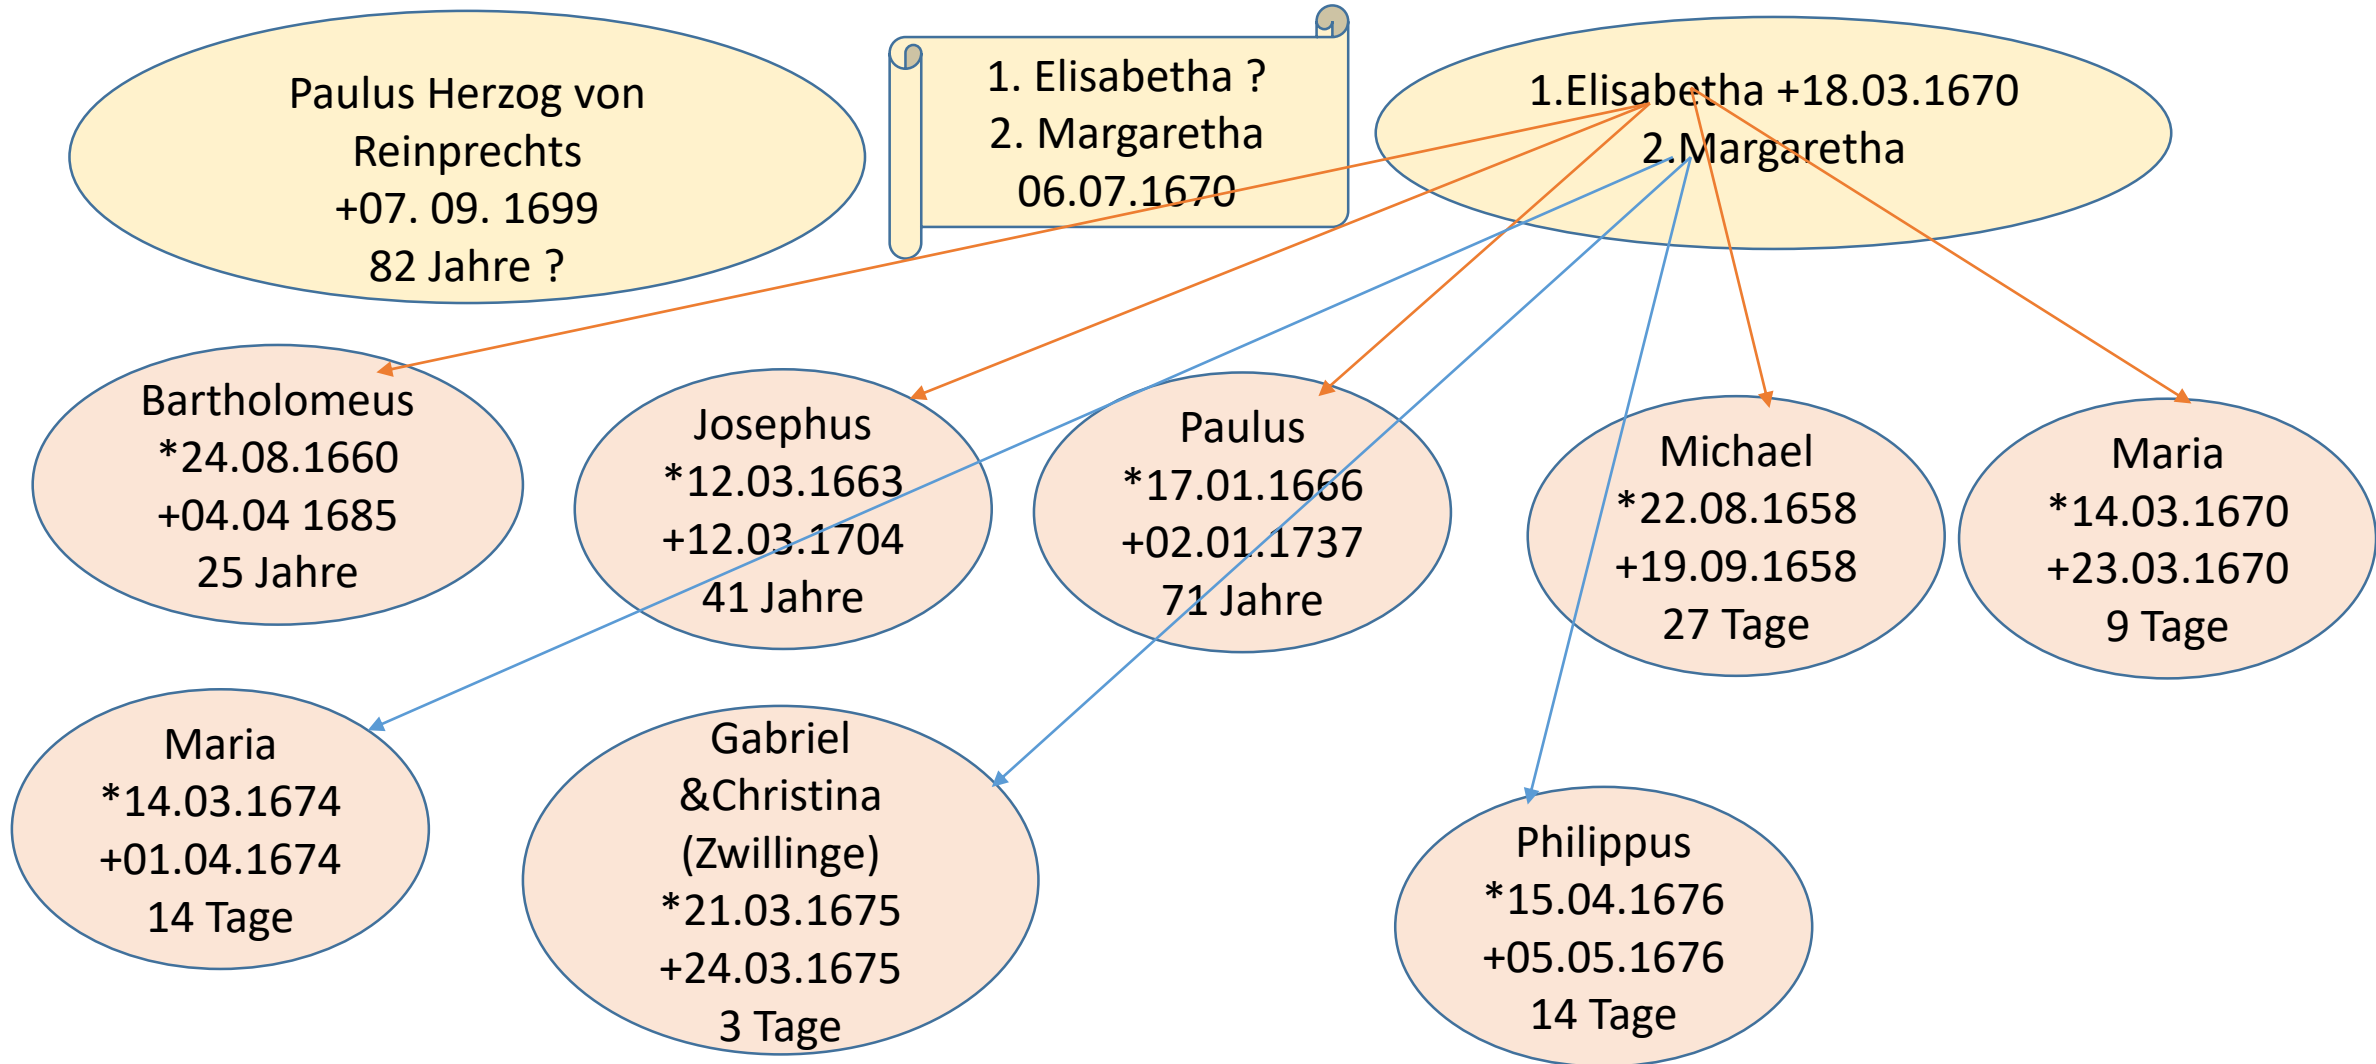 Paulus Herzog von
Reinprechts
+07. 09. 1699
82 Jahre ?
1. Elisabetha ?
2. Margaretha
06.07.1670
1.Elisabetha +18.03.1670
2.Margaretha
Bartholomeus
*24.08.1660
+04.04 1685
25 Jahre
Josephus
*12.03.1663
+12.03.1704
41 Jahre
Paulus
*17.01.1666
+02.01.1737
71 Jahre
Michael
*22.08.1658
+19.09.1658
27 Tage
Maria
*14.03.1670
+23.03.1670
9 Tage
Maria
*14.03.1674
+01.04.1674
14 Tage
Gabriel
&Christina
(Zwillinge)
*21.03.1675
+24.03.1675
3 Tage
Philippus
*15.04.1676
+05.05.1676
14 Tage